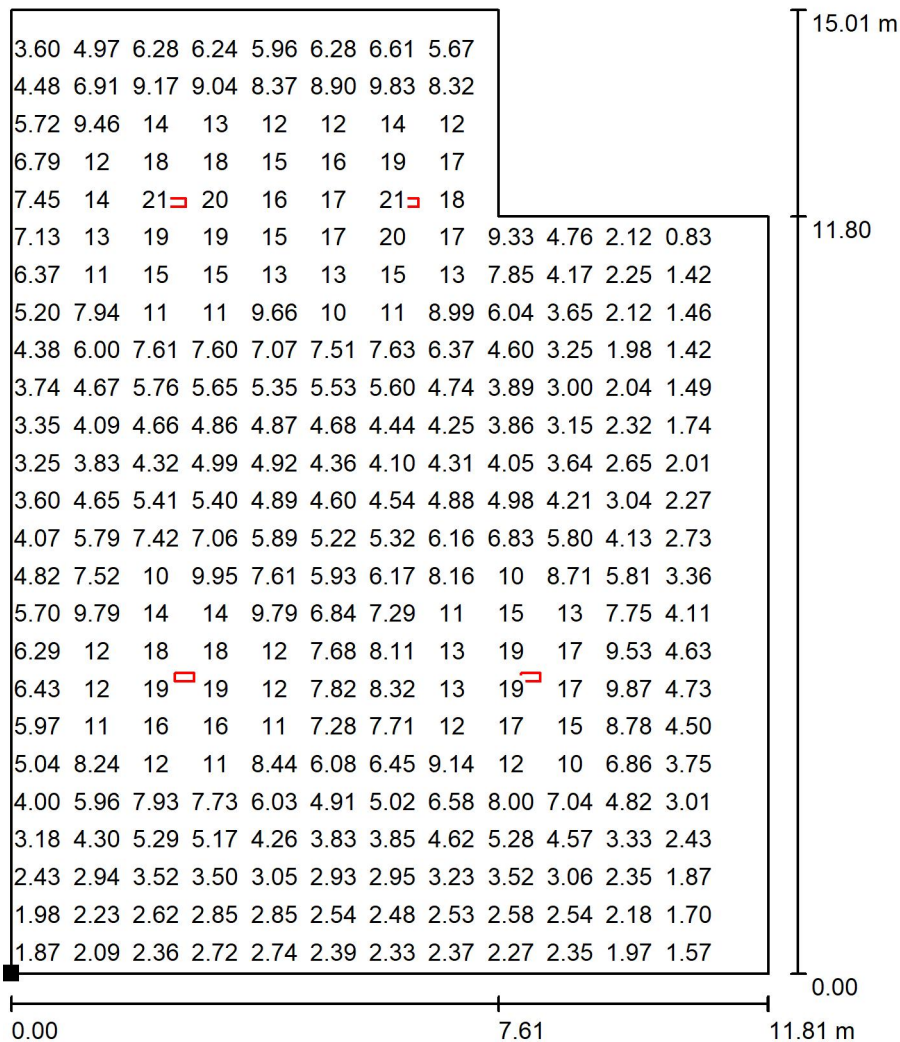 15.01 m
3.60 4.97 6.28 6.24 5.96 6.28 6.61 5.67
4.48 6.91 9.17 9.04 8.37 8.90 9.83 8.32
5.72 9.46 14 13 12 12 14 12
6.79 12 18 18 15 16 19 17
7.45 14 21 20 16 17 21 18
11.80
7.13 13 19 19 15 17 20 17 9.33 4.76 2.12 0.83
6.37 11 15 15 13 13 15 13 7.85 4.17 2.25 1.42
5.20 7.94 11 11 9.66 10 11 8.99 6.04 3.65 2.12 1.46
4.38 6.00 7.61 7.60 7.07 7.51 7.63 6.37 4.60 3.25 1.98 1.42
3.74 4.67 5.76 5.65 5.35 5.53 5.60 4.74 3.89 3.00 2.04 1.49
3.35 4.09 4.66 4.86 4.87 4.68 4.44 4.25 3.86 3.15 2.32 1.74
3.25 3.83 4.32 4.99 4.92 4.36 4.10 4.31 4.05 3.64 2.65 2.01
3.60 4.65 5.41 5.40 4.89 4.60 4.54 4.88 4.98 4.21 3.04 2.27
4.07 5.79 7.42 7.06 5.89 5.22 5.32 6.16 6.83 5.80 4.13 2.73
4.82 7.52 10 9.95 7.61 5.93 6.17 8.16 10 8.71 5.81 3.36
5.70 9.79 14 14 9.79 6.84 7.29 11 15 13 7.75 4.11
6.29 12 18 18 12 7.68 8.11 13 19 17 9.53 4.63
6.43 12 19 19 12 7.82 8.32 13 19 17 9.87 4.73
5.97 11 16 16 11 7.28 7.71 12 17 15 8.78 4.50
5.04 8.24 12 11 8.44 6.08 6.45 9.14 12 10 6.86 3.75
4.00 5.96 7.93 7.73 6.03 4.91 5.02 6.58 8.00 7.04 4.82 3.01
3.18 4.30 5.29 5.17 4.26 3.83 3.85 4.62 5.28 4.57 3.33 2.43
2.43 2.94 3.52 3.50 3.05 2.93 2.95 3.23 3.52 3.06 2.35 1.87
1.98 2.23 2.62 2.85 2.85 2.54 2.48 2.53 2.58 2.54 2.18 1.70
1.87 2.09 2.36 2.72 2.74 2.39 2.33 2.37 2.27 2.35 1.97 1.57
0.00
0.00 7.61 11.81 m